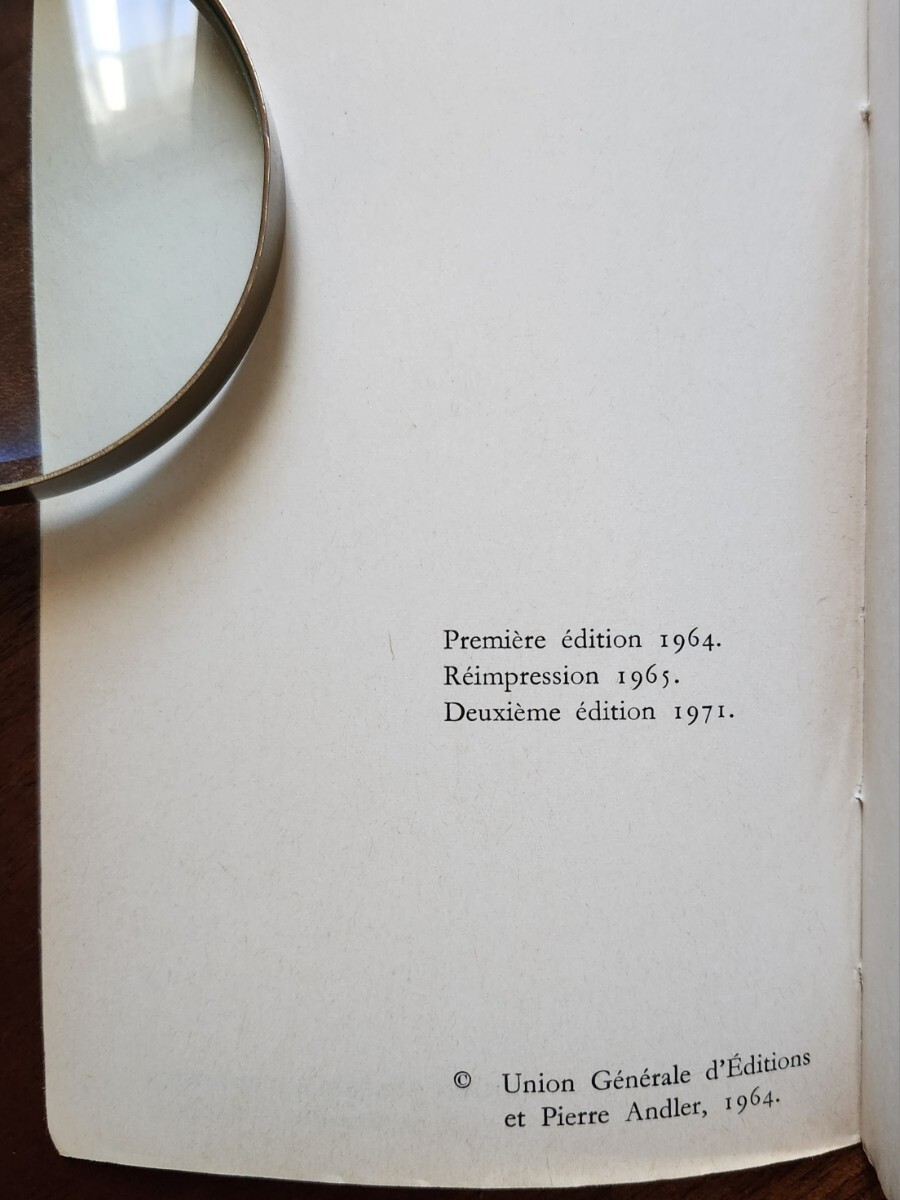 Première édition 1964.
Réimpression 1965.
Deuxième édition 1971.
© Union Générale d'Éditions
et Pierre Andler, 1964.